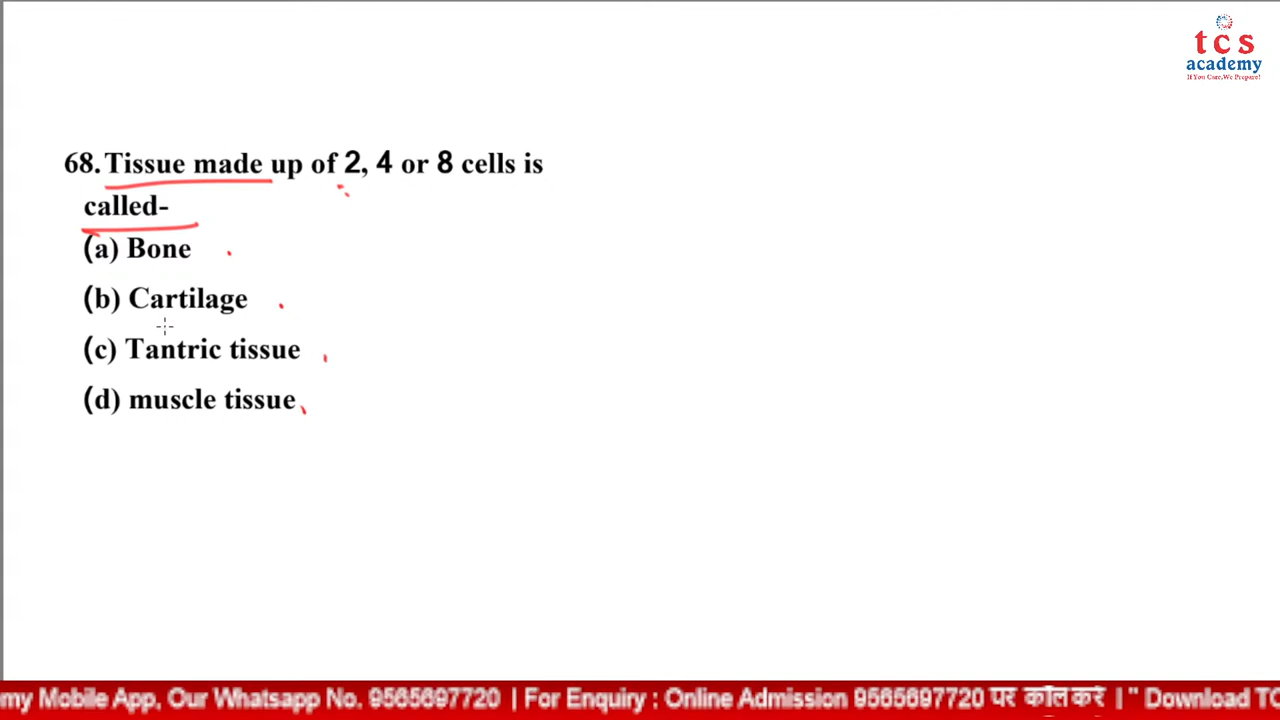 tcs
academy
If You Care,We Prepare!
68. Tissue made up of 2, 4 or 8 cells is
called-
(a) Bone
(b) Cartilage
(c) Tantric tissue
(d) muscle tissue
my Mobile App, Our Whatsapp No. 9565697720 | For Enquiry : Online Admission 9565697720 पर कॉल करें | " Download TC